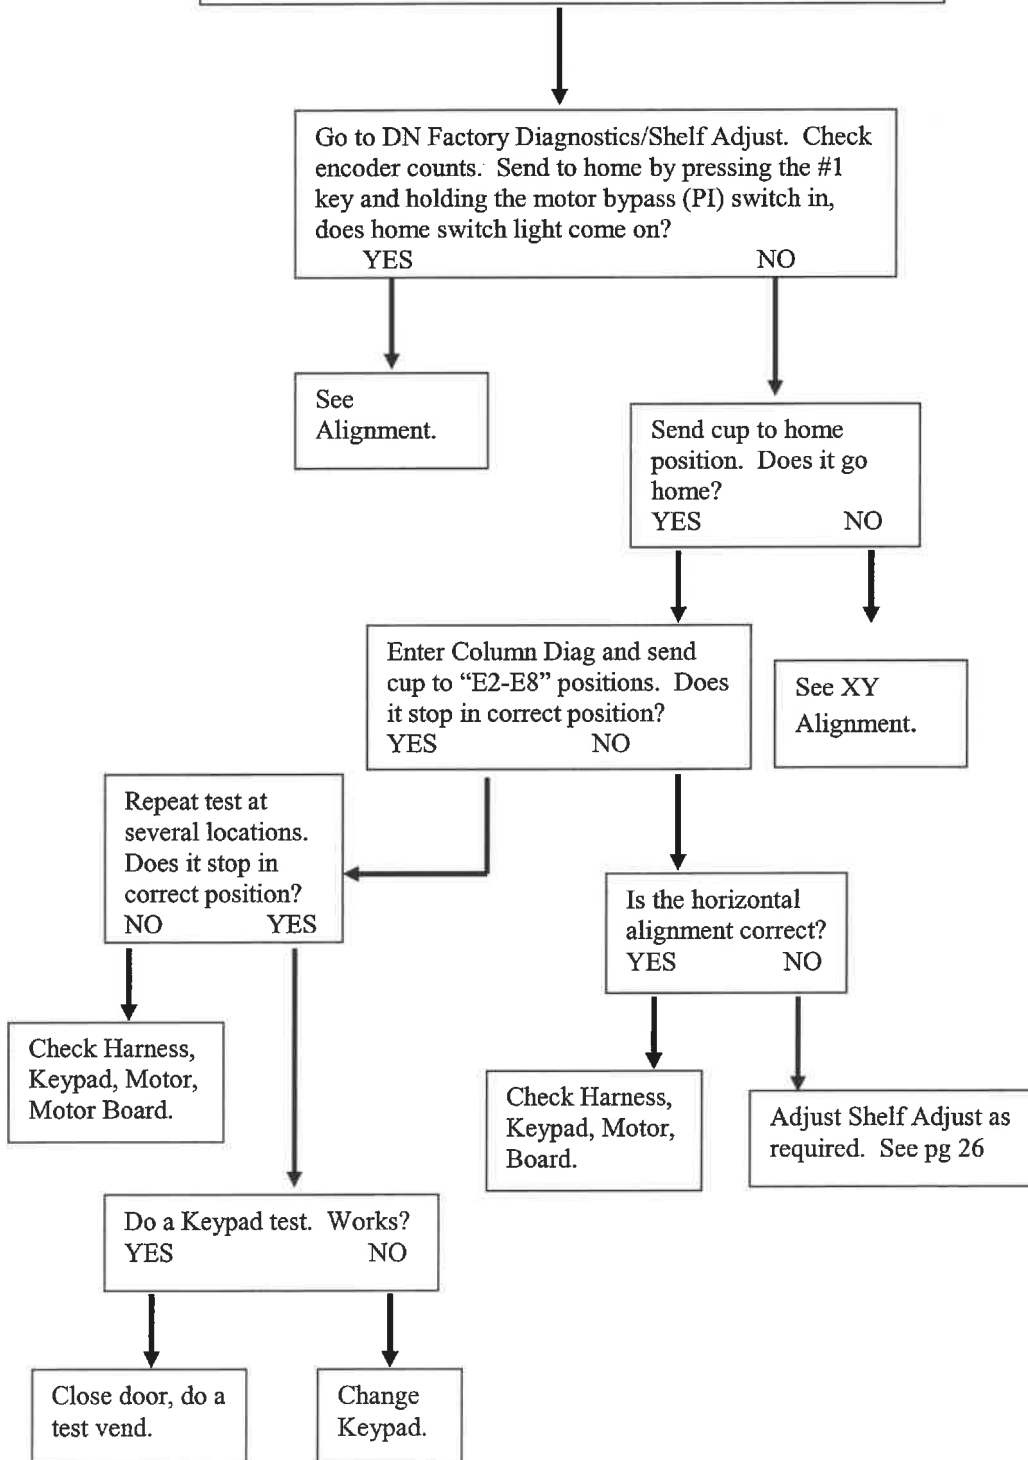 Go to DN Factory Diagnostics/Shelf Adjust. Check
encoder counts. Send to home by pressing the #1
key and holding the motor bypass (PI) switch in,
does home switch light come on?
YES NO
See
Alignment.
Send cup to home
position. Does it go
home?
YES NO
Enter Column Diag and send
cup to “E2-E8” positions. Does
it stop in correct position?
YES NO
See XY
Alignment.
Repeat test at
several locations.
Does it stop in
correct position?
NO YES
Is the horizontal
alignment correct?
YES NO
Check Harness,
Keypad, Motor,
Motor Board.
Check Harness,
Keypad, Motor,
Board.
Adjust Shelf Adjust as
required. See pg 26
Do a Keypad test. Works?
YES NO
Close door, do a
test vend.
Change
Keypad.